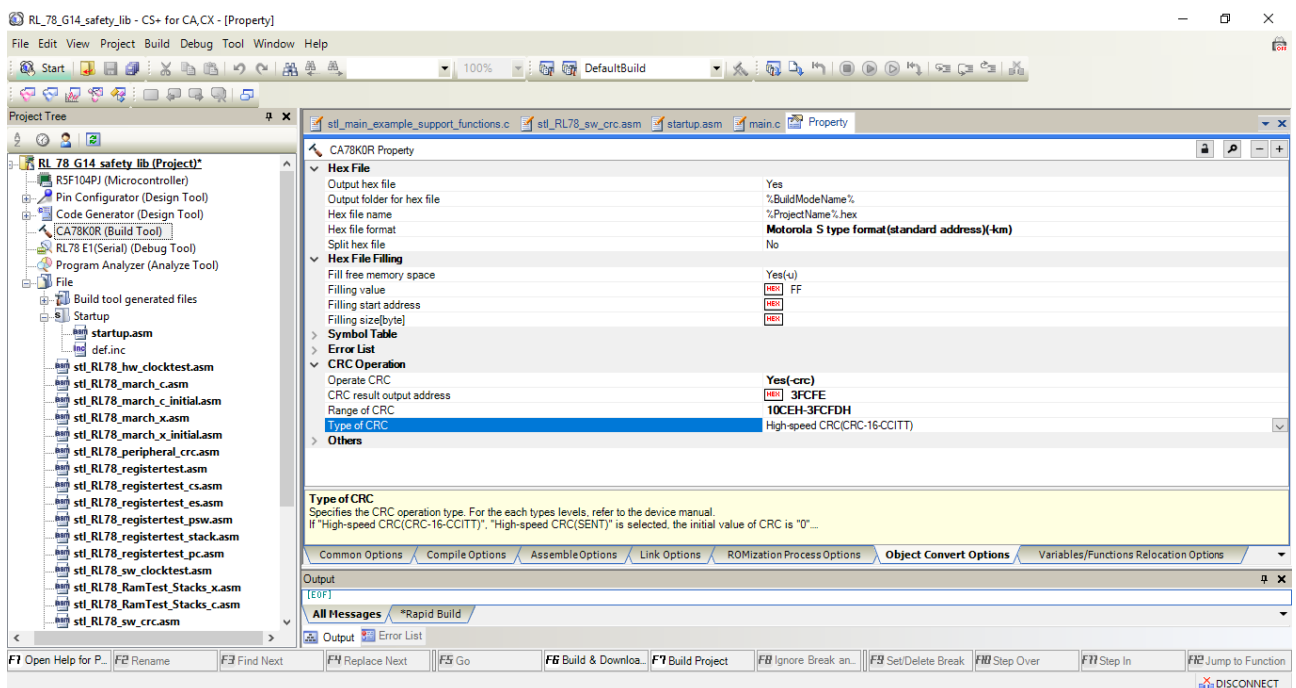 RL_78_G14_safety_lib - CS+ for CA,CX - [Property]
File Edit View Project Build Debug Tool Window Help
Start 100% DefaultBuild
Project Tree
stl_main_example_support_functions.c stl_RL78_sw_crc.asm startup.asm main.c Property
CA78K0R Property
RL_78_G14_safety_lib (Project)*
R5F104PJ (Microcontroller)
Pin Configurator (Design Tool)
Code Generator (Design Tool)
CA78K0R (Build Tool)
RL78 E1(Serial) (Debug Tool)
Program Analyzer (Analyze Tool)
File
Build tool generated files
Startup
startup.asm
def.inc
stl_RL78_hw_clocktest.asm
stl_RL78_march_c.asm
stl_RL78_march_c_initial.asm
stl_RL78_march_x.asm
stl_RL78_march_x_initial.asm
stl_RL78_peripheral_crc.asm
stl_RL78_registertest.asm
stl_RL78_registertest_cs.asm
stl_RL78_registertest_es.asm
stl_RL78_registertest_psw.asm
stl_RL78_registertest_stack.asm
stl_RL78_registertest_pc.asm
stl_RL78_sw_clocktest.asm
stl_RL78_RamTest_Stacks_x.asm
stl_RL78_RamTest_Stacks_c.asm
stl_RL78_sw_crc.asm
Hex File
Output hex file Yes
Output folder for hex file %BuildModeName%
Hex file name %ProjectName%.hex
Hex file format Motorola S type format(standard address)(-km)
Split hex file No
Hex File Filling
Fill free memory space Yes(-u)
Filling value HEX FF
Filling start address HEX
Filling size[byte] HEX
Symbol Table
Error List
CRC Operation
Operate CRC Yes(-crc)
CRC result output address HEX 3FCFE
Range of CRC 10CEH-3FCFDH
Type of CRC High-speed CRC(CRC-16-CCITT)
Others
Type of CRC
Specifies the CRC operation type. For the each types levels, refer to the device manual.
If "High-speed CRC(CRC-16-CCITT)", "High-speed CRC(SENT)" is selected, the initial value of CRC is "0"....
Common Options Compile Options Assemble Options Link Options ROMization Process Options Object Convert Options Variables/Functions Relocation Options
Output
[EOF]
All Messages *Rapid Build
Output Error List
F1 Open Help for P... F2 Rename F3 Find Next F4 Replace Next F5 Go F6 Build & Downloa... F7 Build Project F8 Ignore Break an... F9 Set/Delete Break F10 Step Over F11 Step In F12 Jump to Function
DISCONNECT